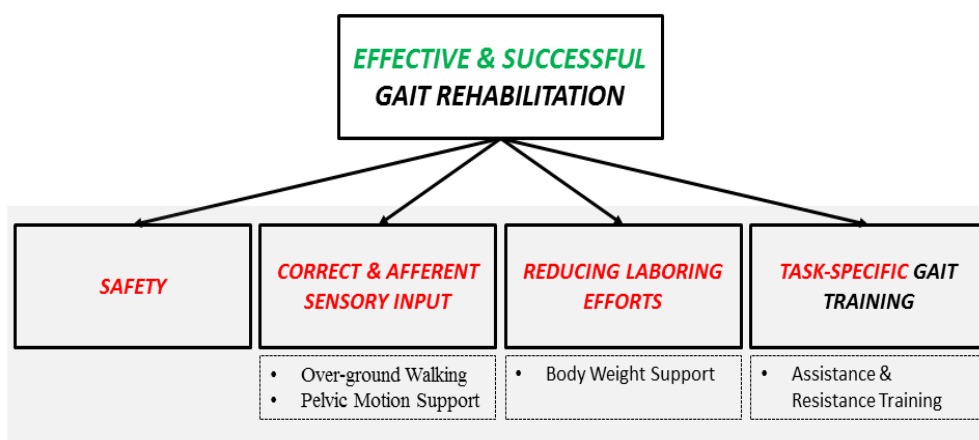 EFFECTIVE & SUCCESSFUL
GAIT REHABILITATION
SAFETY
CORRECT & AFFERENT
SENSORY INPUT
REDUCING LABORING
EFFORTS
TASK-SPECIFIC GAIT
TRAINING
• Over-ground Walking
• Pelvic Motion Support
• Body Weight Support
• Assistance &
Resistance Training